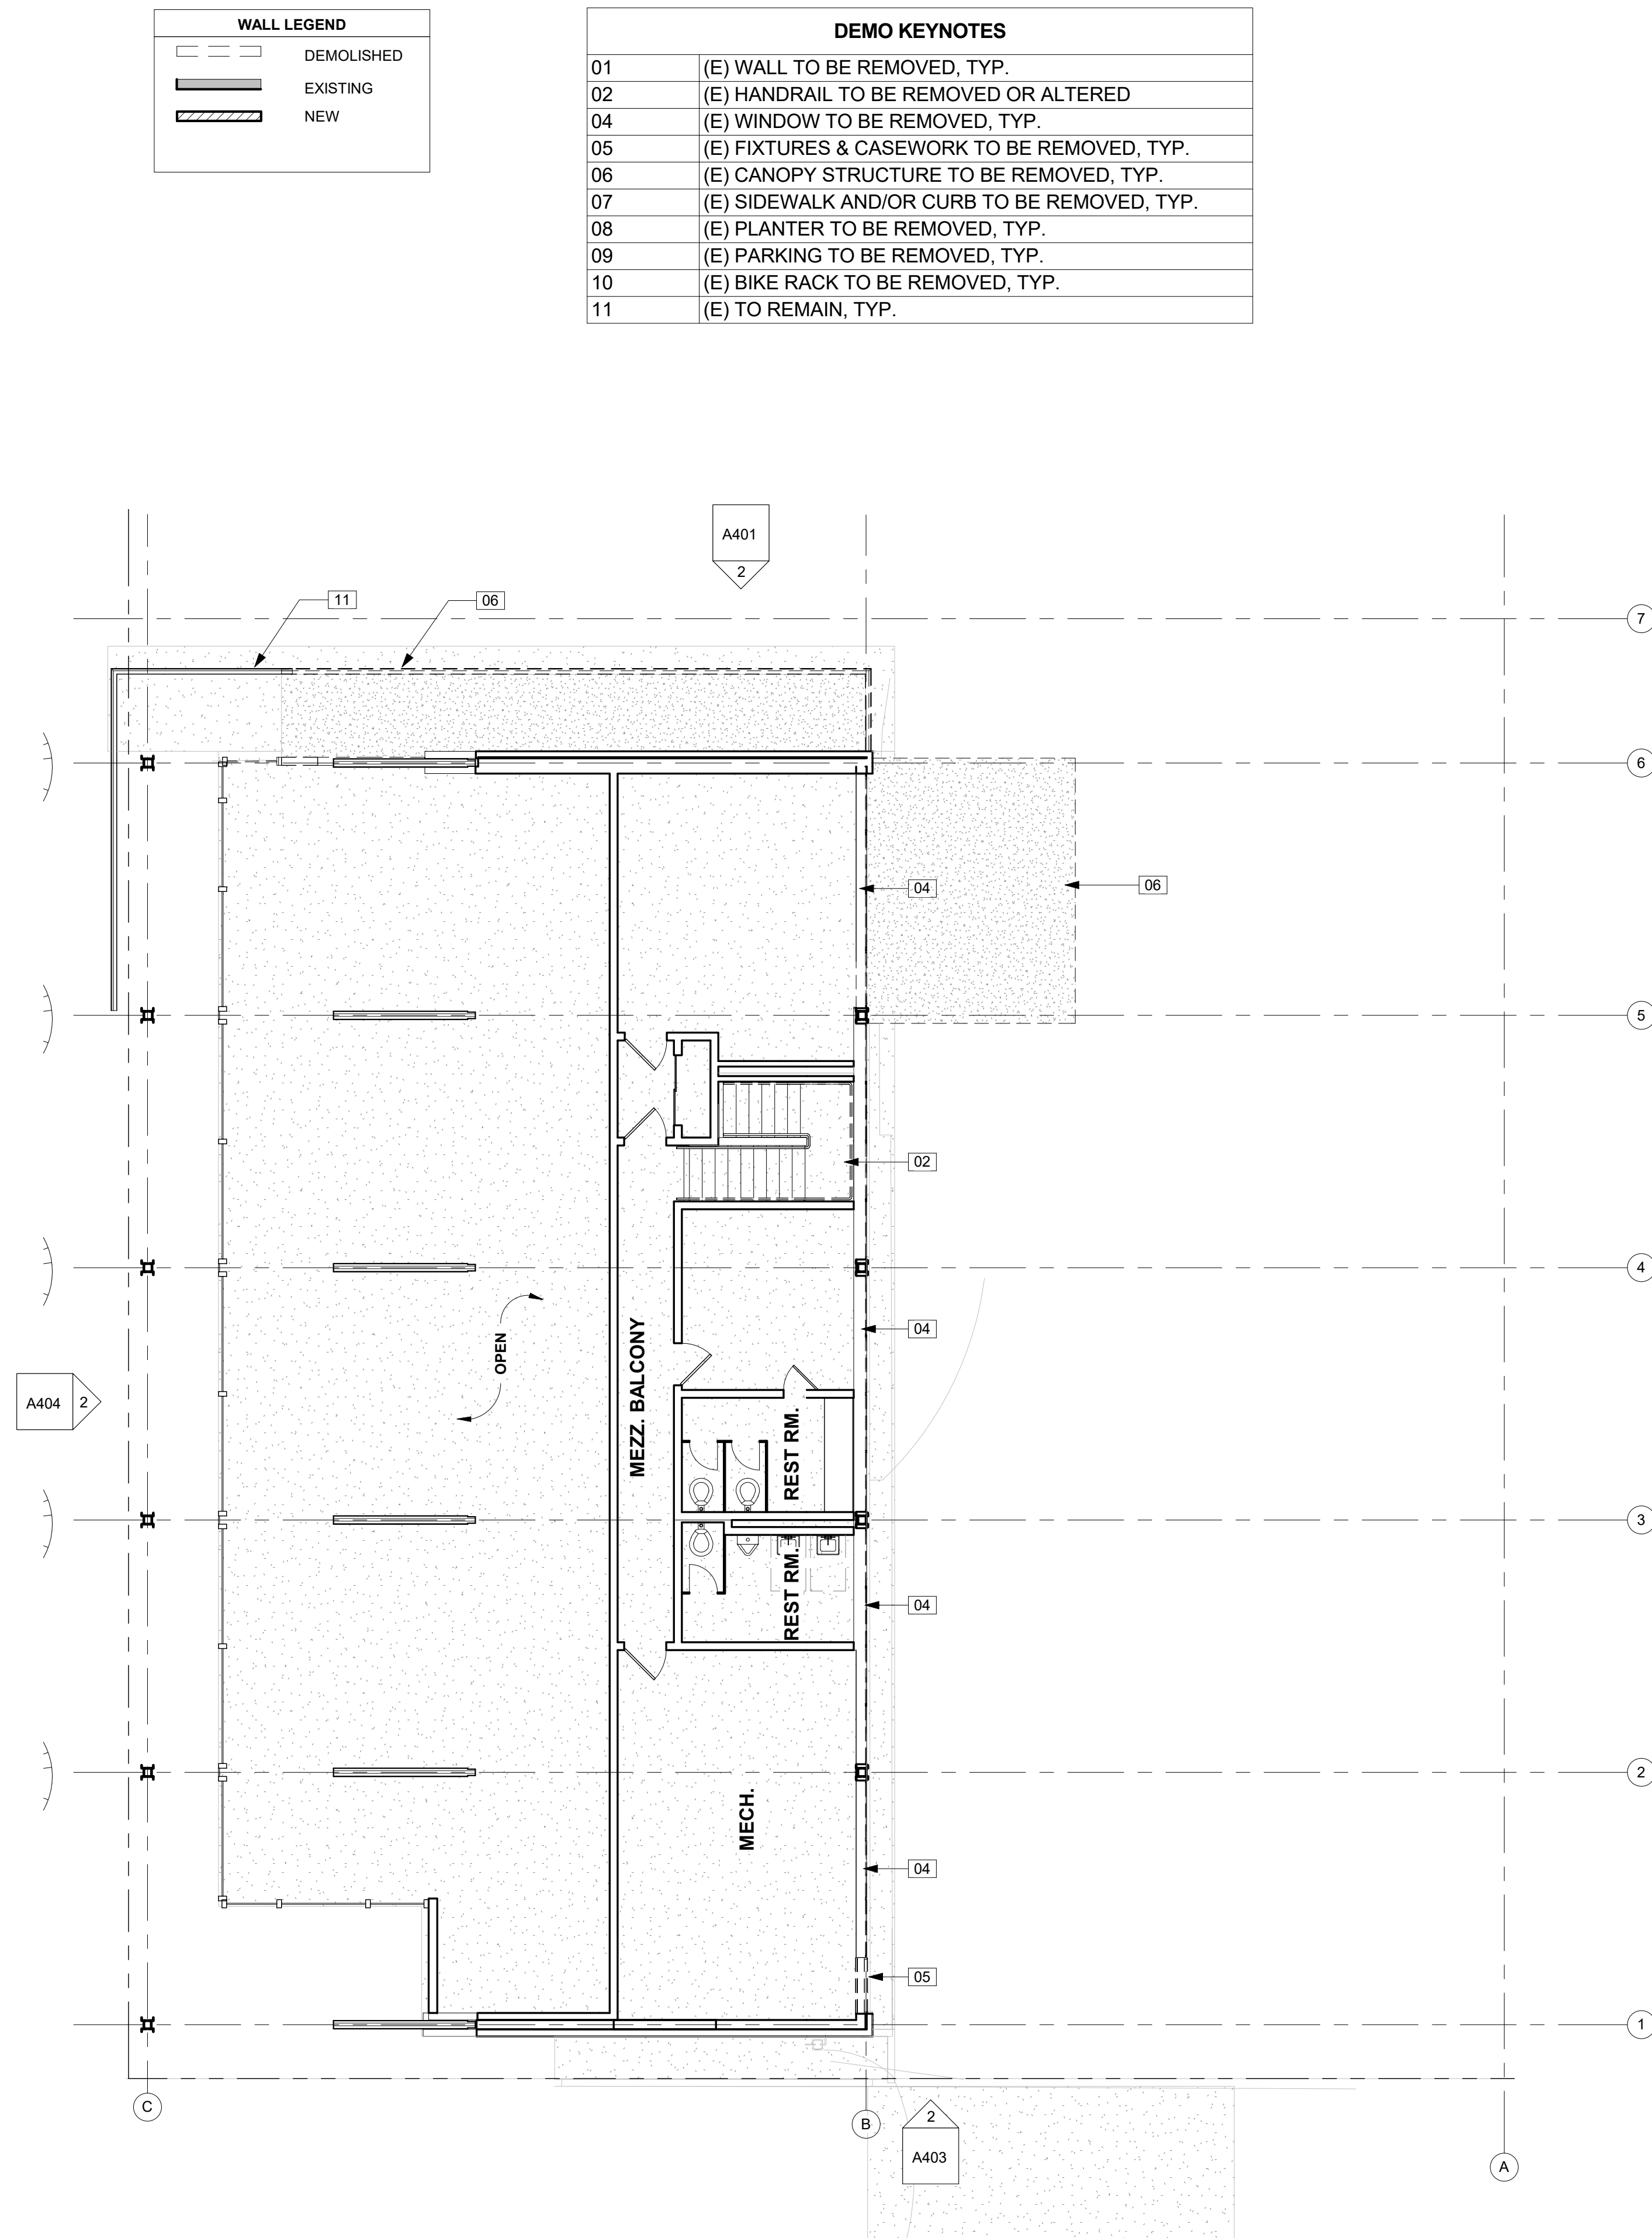 WALL LEGEND
DEMOLISHED
EXISTING
NEW
DEMO KEYNOTES
01 (E) WALL TO BE REMOVED, TYP.
02 (E) HANDRAIL TO BE REMOVED OR ALTERED
04 (E) WINDOW TO BE REMOVED, TYP.
05 (E) FIXTURES & CASEWORK TO BE REMOVED, TYP.
06 (E) CANOPY STRUCTURE TO BE REMOVED, TYP.
07 (E) SIDEWALK AND/OR CURB TO BE REMOVED, TYP.
08 (E) PLANTER TO BE REMOVED, TYP.
09 (E) PARKING TO BE REMOVED, TYP.
10 (E) BIKE RACK TO BE REMOVED, TYP.
11 (E) TO REMAIN, TYP.
A401
2
11
06
7
6
04
06
5
02
4
04
OPEN
MEZZ. BALCONY
A404 2
REST RM.
3
REST RM.
04
2
MECH.
04
05
1
C
B
2
A403
A